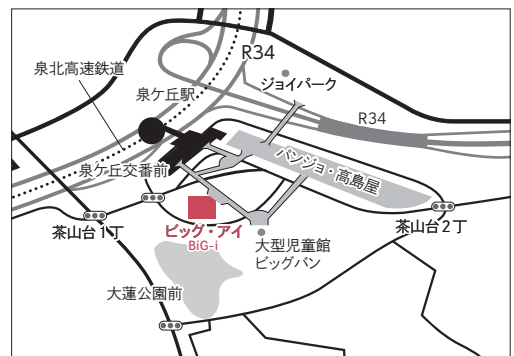 R34
泉北高速鉄道
ジョイパーク
泉ケ丘駅
R34
泉ケ丘交番前
パンジョ・高島屋
茶山台1丁
ビッグ・アイ
BiG-i
茶山台2丁
大型児童館
ビッグバン
大蓮公園前